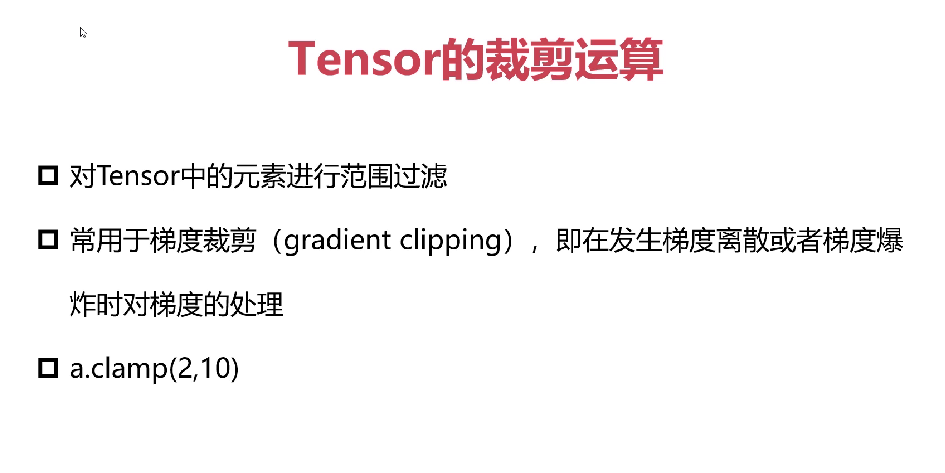 Tensor的裁剪运算
对Tensor中的元素进行范围过滤
常用于梯度裁剪（gradient clipping），即在发生梯度离散或者梯度爆
炸时对梯度的处理
a.clamp(2,10)